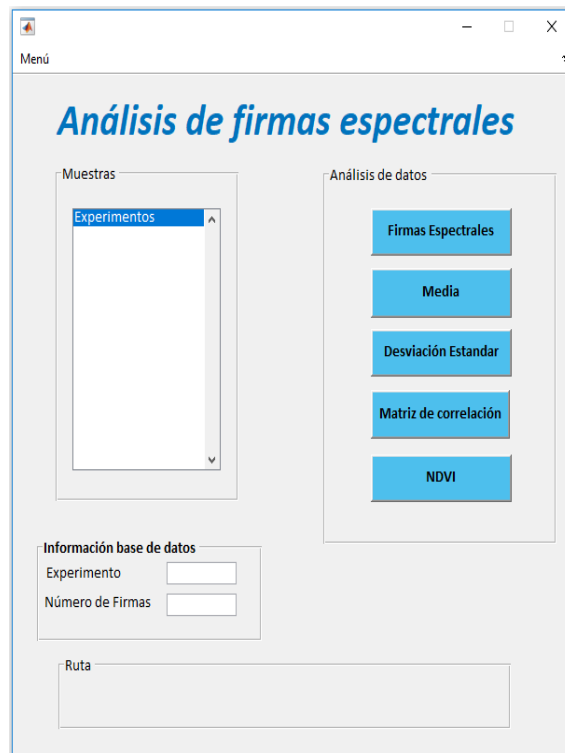 Menú
Análisis de firmas espectrales
Muestras
Experimentos
Análisis de datos
Firmas Espectrales
Media
Desviación Estandar
Matriz de correlación
NDVI
Información base de datos
Experimento
Número de Firmas
Ruta